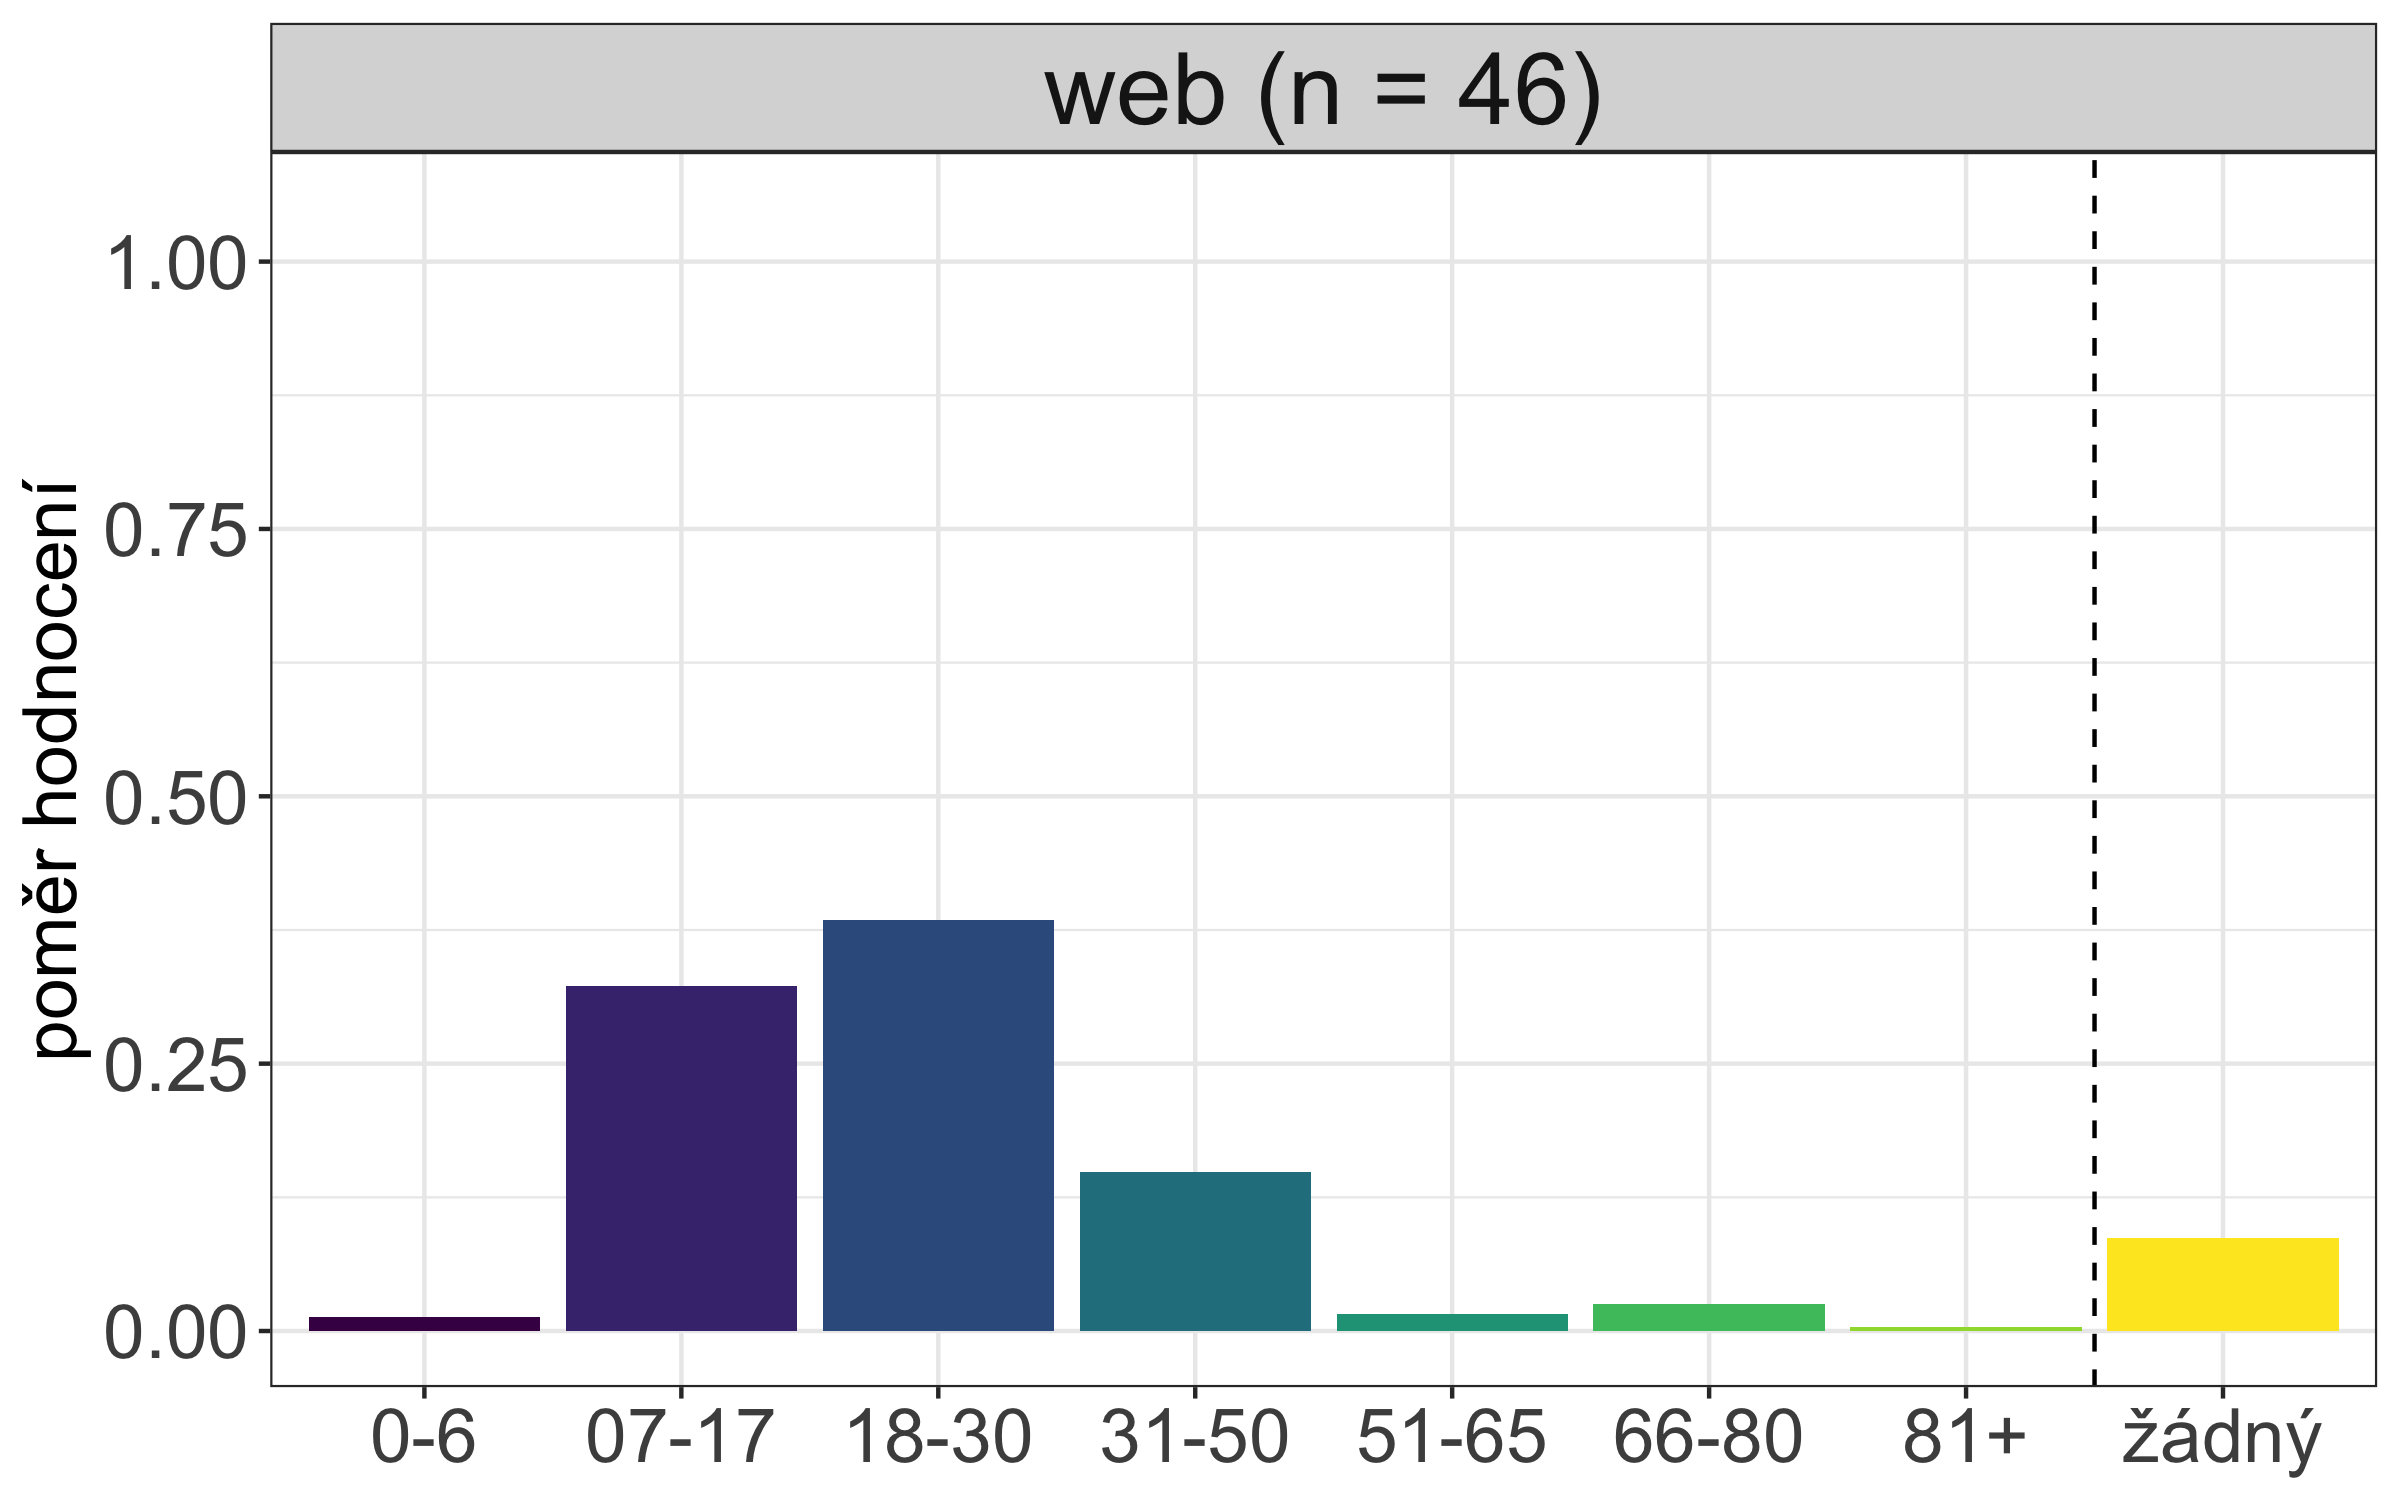 web (n = 46)
poměr hodnocení
1.00
0.75
0.50
0.25
0.00
0-6 07-17 18-30 31-50 51-65 66-80 81+ žádný